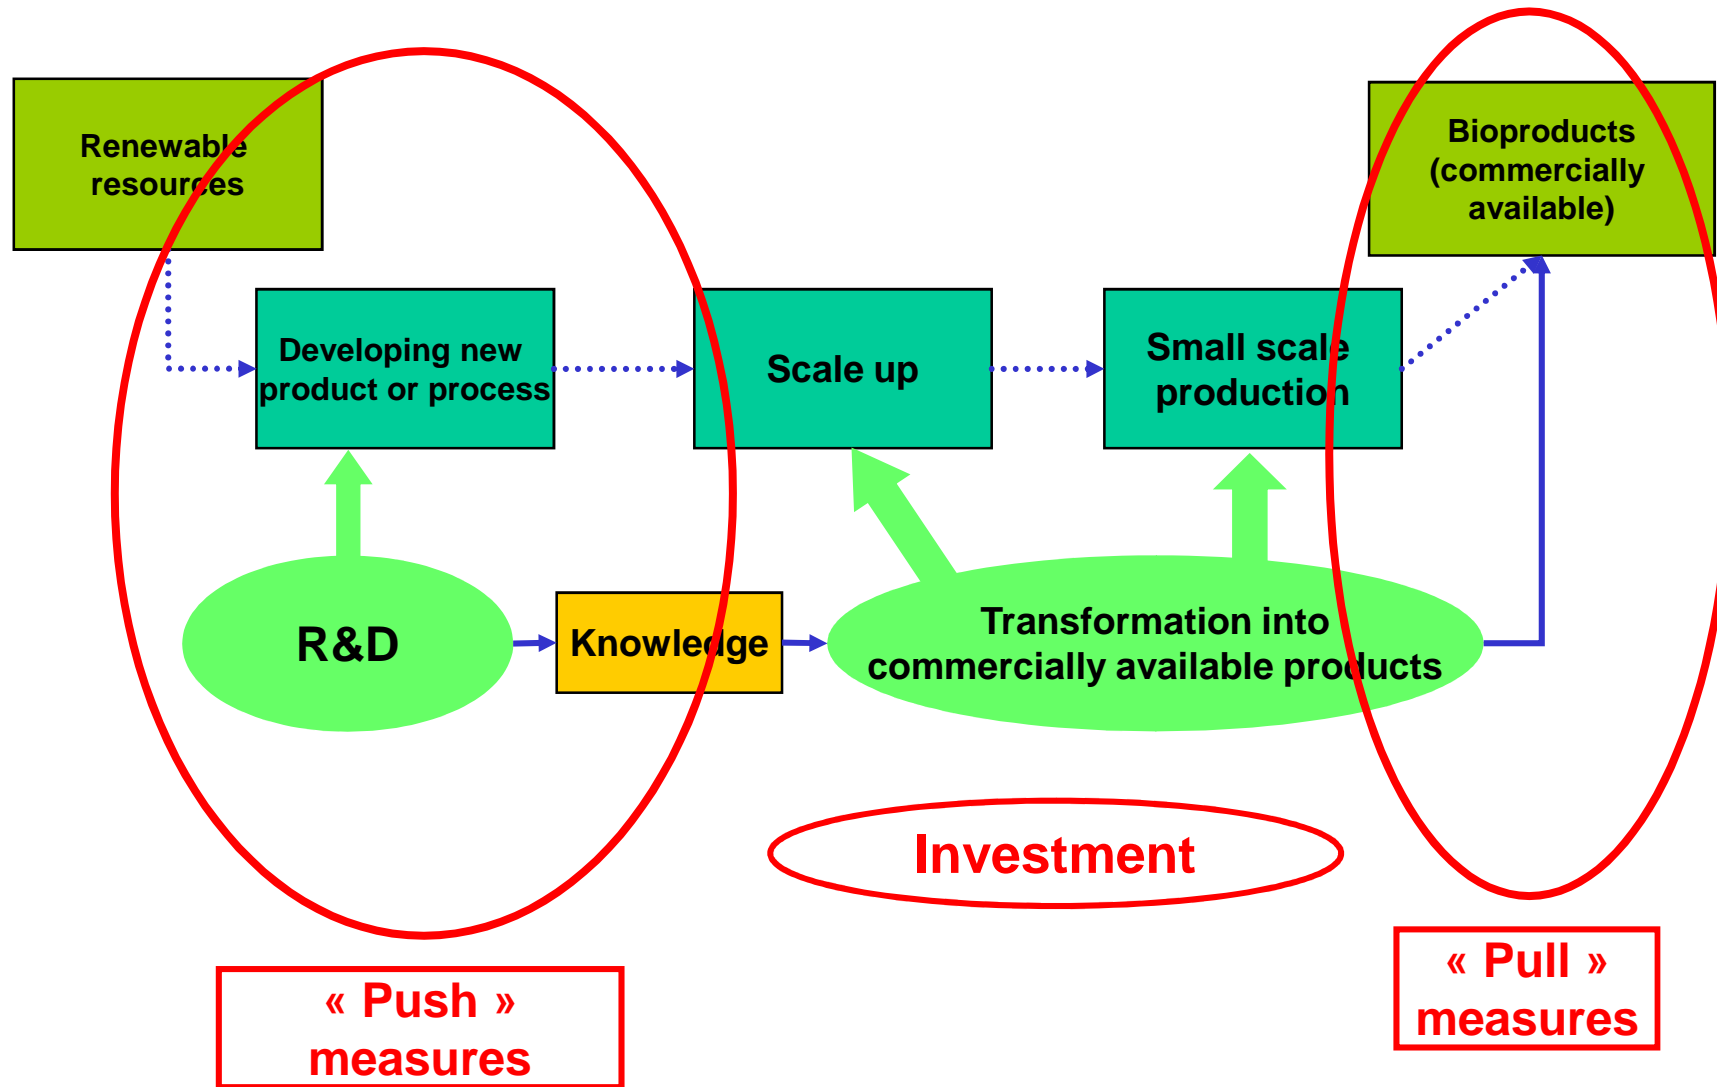 Renewable
resources
Bioproducts
(commercially
available)
Developing new
product or process
Scale up
Small scale
production
R&D
Knowledge
Transformation into
commercially available products
Investment
« Push »
measures
« Pull »
measures